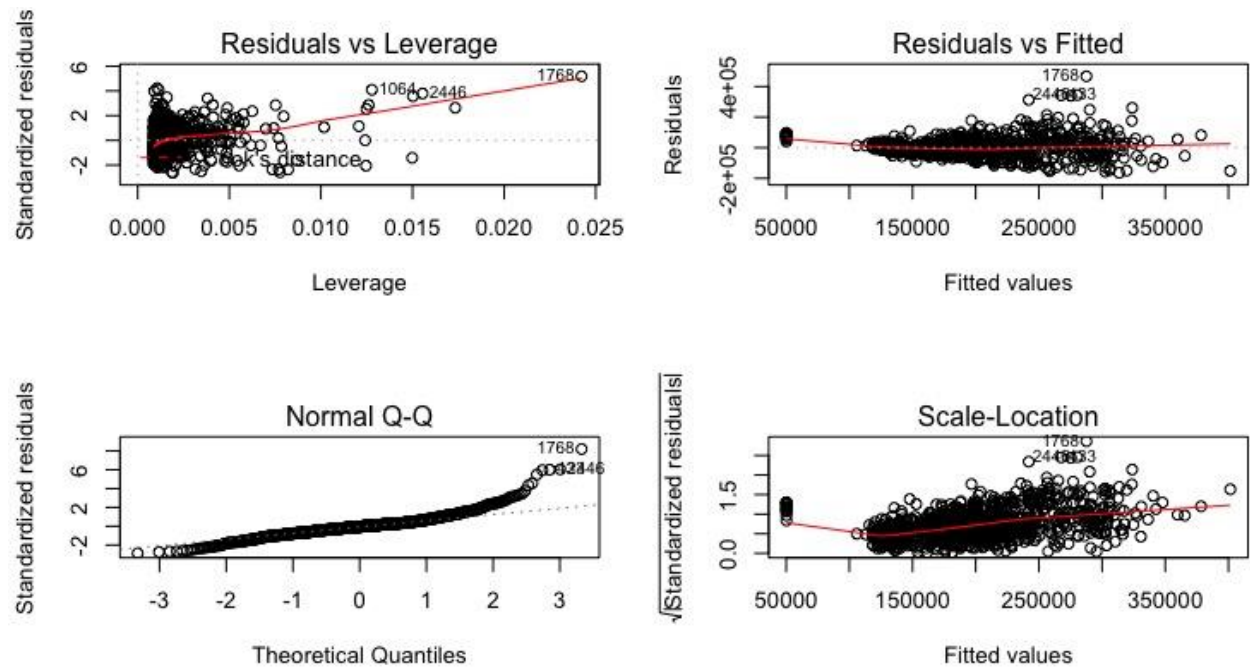 Residuals vs Leverage
Standardized residuals
6
2
-2
1768
1064
2446
distance
0.000 0.005 0.010 0.015 0.020 0.025
Leverage
Residuals vs Fitted
Residuals
4e+05
-2e+05
1768
50000 150000 250000 350000
Fitted values
Normal Q-Q
Standardized residuals
6
2
-2
1768
-3 -2 -1 0 1 2 3
Theoretical Quantiles
Scale-Location
√|Standardized residuals|
1.5
0.0
1768
50000 150000 250000 350000
Fitted values